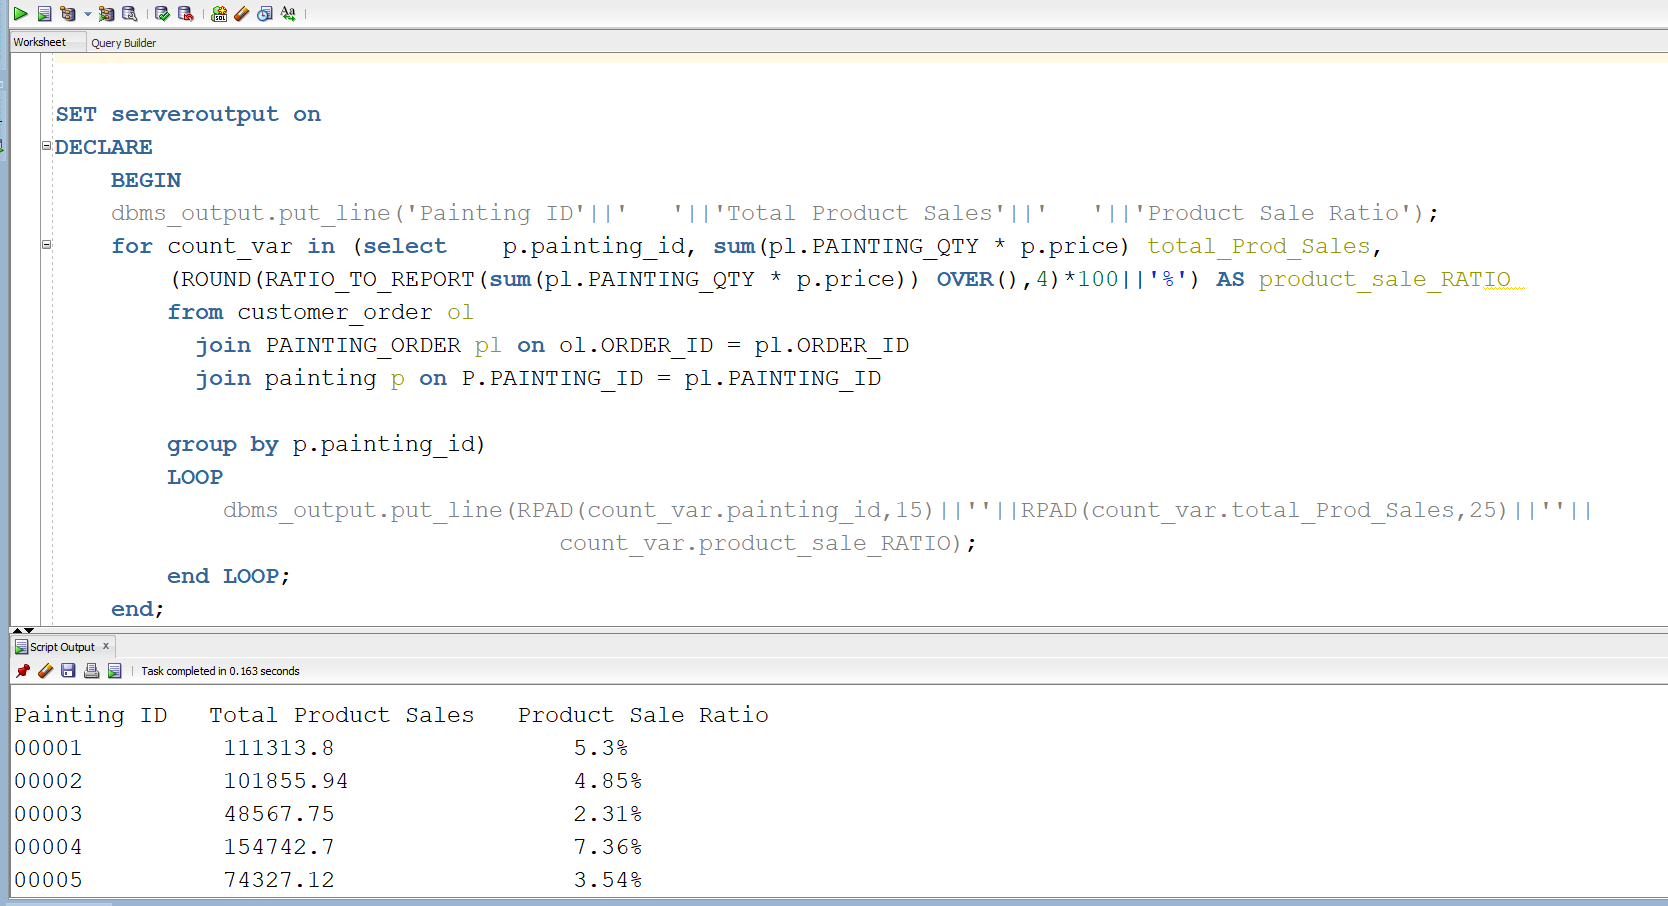 Worksheet Query Builder
SET serveroutput on
DECLARE
BEGIN
dbms_output.put_line('Painting ID'||'   '||'Total Product Sales'||'   '||'Product Sale Ratio');
for count_var in (select    p.painting_id, sum(pl.PAINTING_QTY * p.price) total_Prod_Sales,
(ROUND(RATIO_TO_REPORT(sum(pl.PAINTING_QTY * p.price)) OVER(),4)*100||'%') AS product_sale_RATIO
from customer_order ol
join PAINTING_ORDER pl on ol.ORDER_ID = pl.ORDER_ID
join painting p on P.PAINTING_ID = pl.PAINTING_ID
group by p.painting_id)
LOOP
dbms_output.put_line(RPAD(count_var.painting_id,15)||''||RPAD(count_var.total_Prod_Sales,25)||''||
count_var.product_sale_RATIO);
end LOOP;
end;
Script Output x
Task completed in 0.163 seconds
Painting ID   Total Product Sales   Product Sale Ratio
00001          111313.8                 5.3%
00002          101855.94                4.85%
00003          48567.75                 2.31%
00004          154742.7                 7.36%
00005          74327.12                 3.54%